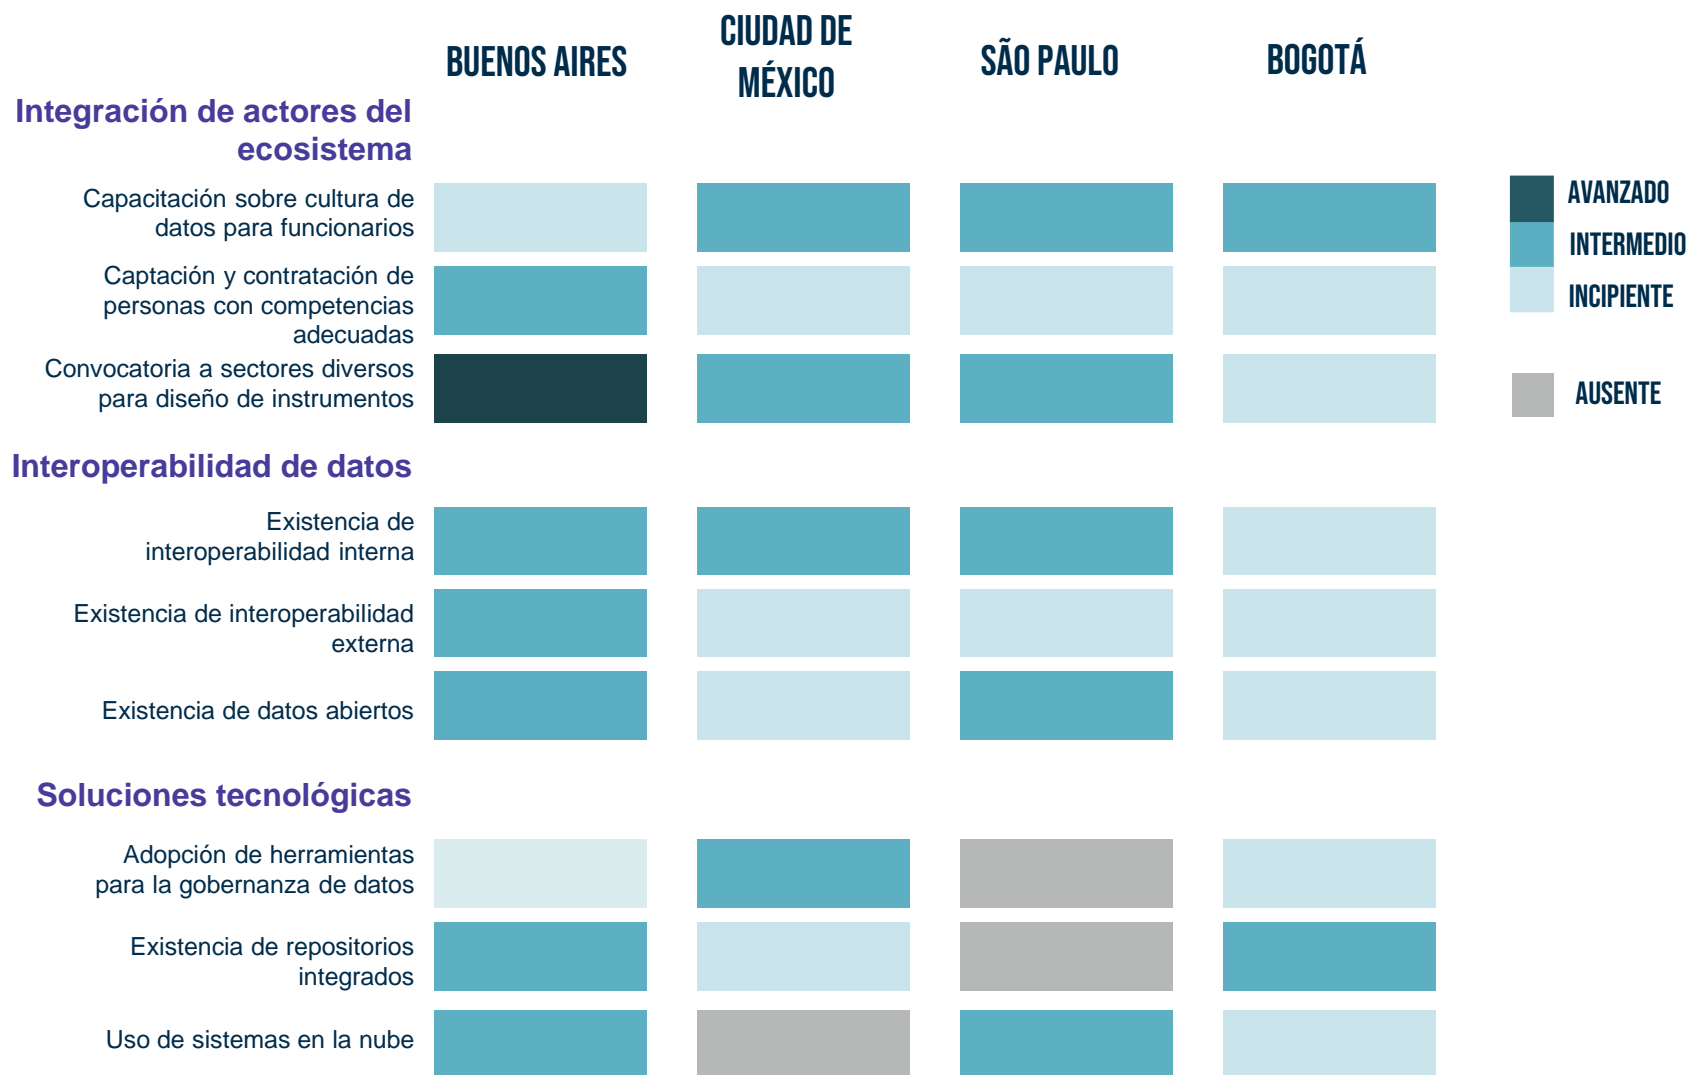 BUENOS AIRES
CIUDAD DE
MÉXICO
SÃO PAULO
BOGOTÁ
Integración de actores del
ecosistema
Capacitación sobre cultura de
datos para funcionarios
Captación y contratación de
personas con competencias
adecuadas
Convocatoria a sectores diversos
para diseño de instrumentos
AVANZADO
INTERMEDIO
INCIPIENTE
AUSENTE
Interoperabilidad de datos
Existencia de
interoperabilidad interna
Existencia de interoperabilidad
externa
Existencia de datos abiertos
Soluciones tecnológicas
Adopción de herramientas
para la gobernanza de datos
Existencia de repositorios
integrados
Uso de sistemas en la nube